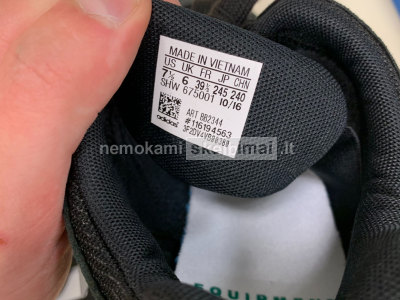 MADE IN VIETNAM
US UK FR JP CHN
7½ 6 39⅓ 245 240
SHW 675001 10/16
ART BB2344
#116194563
adidas
nemokami skelbimai.lt
EQUIPM